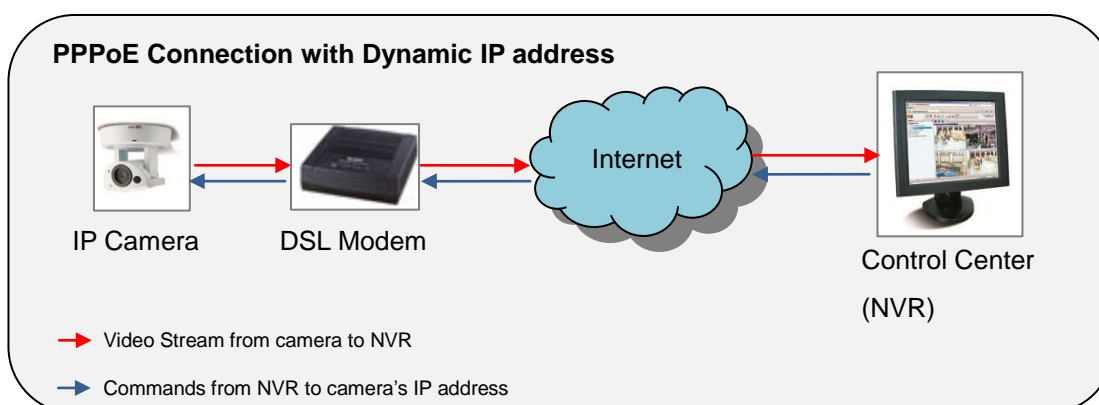 PPPoE Connection with Dynamic IP address
Internet
IP Camera
DSL Modem
Control Center
(NVR)
Video Stream from camera to NVR
Commands from NVR to camera's IP address